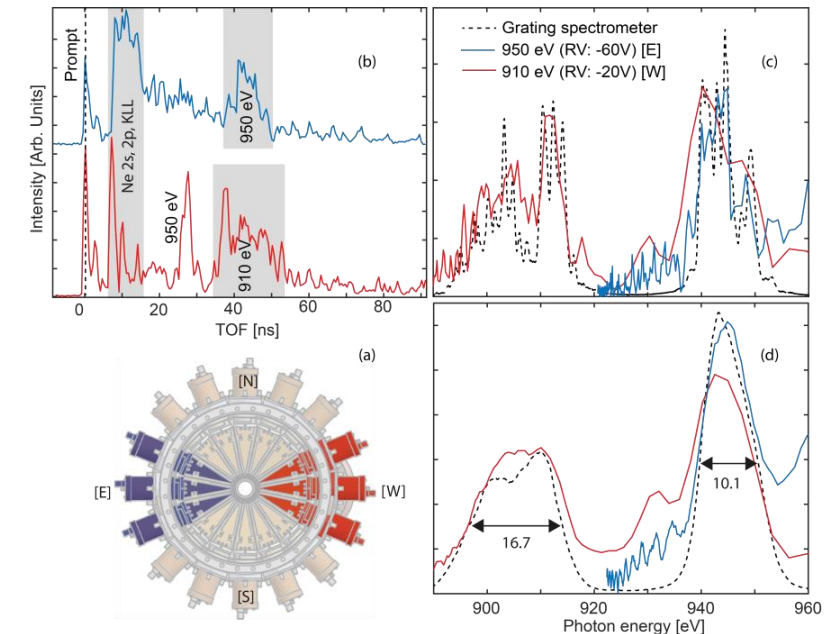 Grating spectrometer
950 eV (RV: -60V) [E]
910 eV (RV: -20V) [W]
(b)
(c)
Prompt
Ne 2s, 2p, KLL
950 eV
950 eV
910 eV
Intensity [Arb. Units]
0 20 40 60 80
TOF [ns]
(a)
[N]
[E]
[W]
[S]
(d)
16.7
10.1
900 920 940 960
Photon energy [eV]